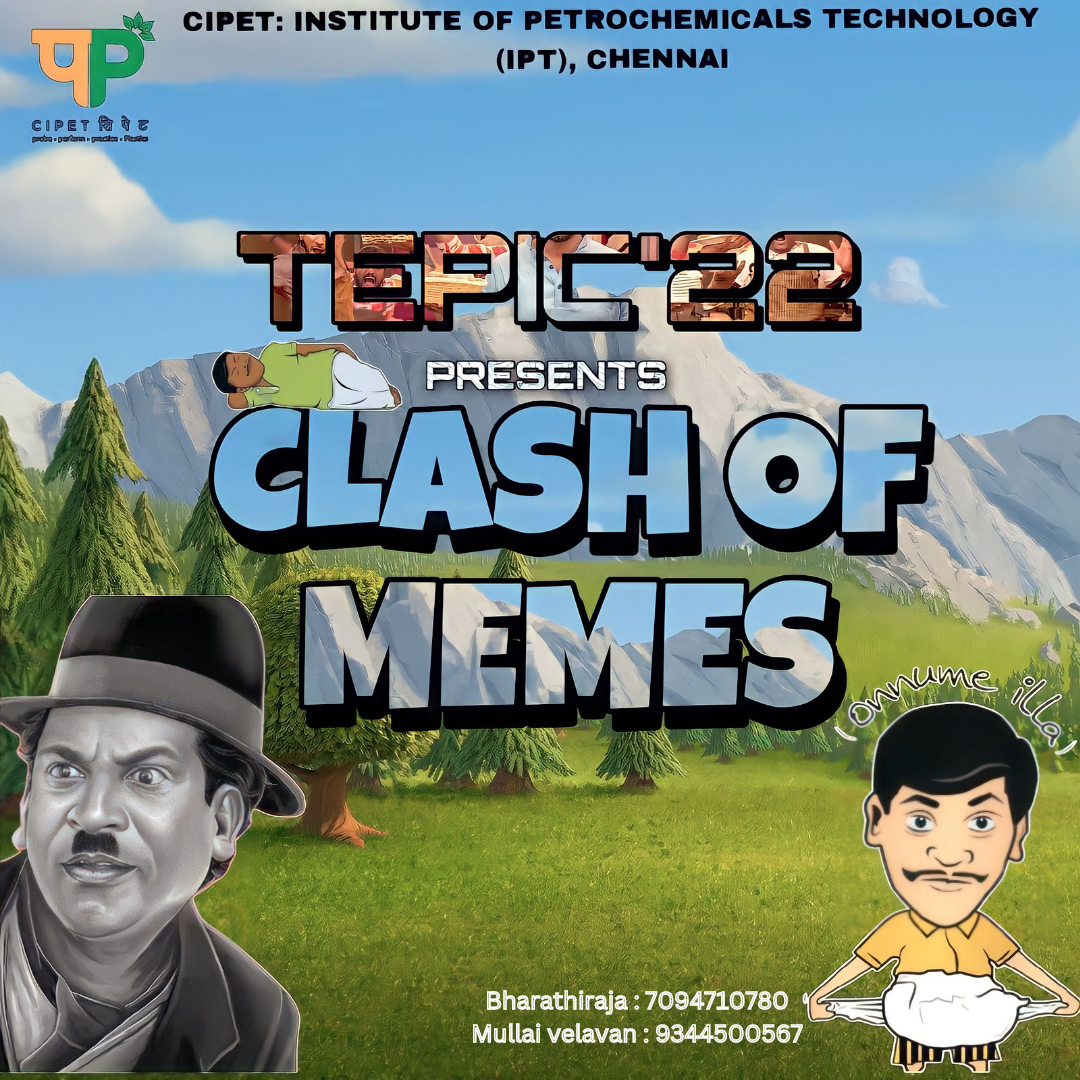 CIPET: INSTITUTE OF PETROCHEMICALS TECHNOLOGY
(IPT), CHENNAI
CIPET सिपेट
TEPIC'22
PRESENTS
CLASH OF
MEMES
onnume illa
Bharathiraja : 7094710780
Mullai velavan : 9344500567